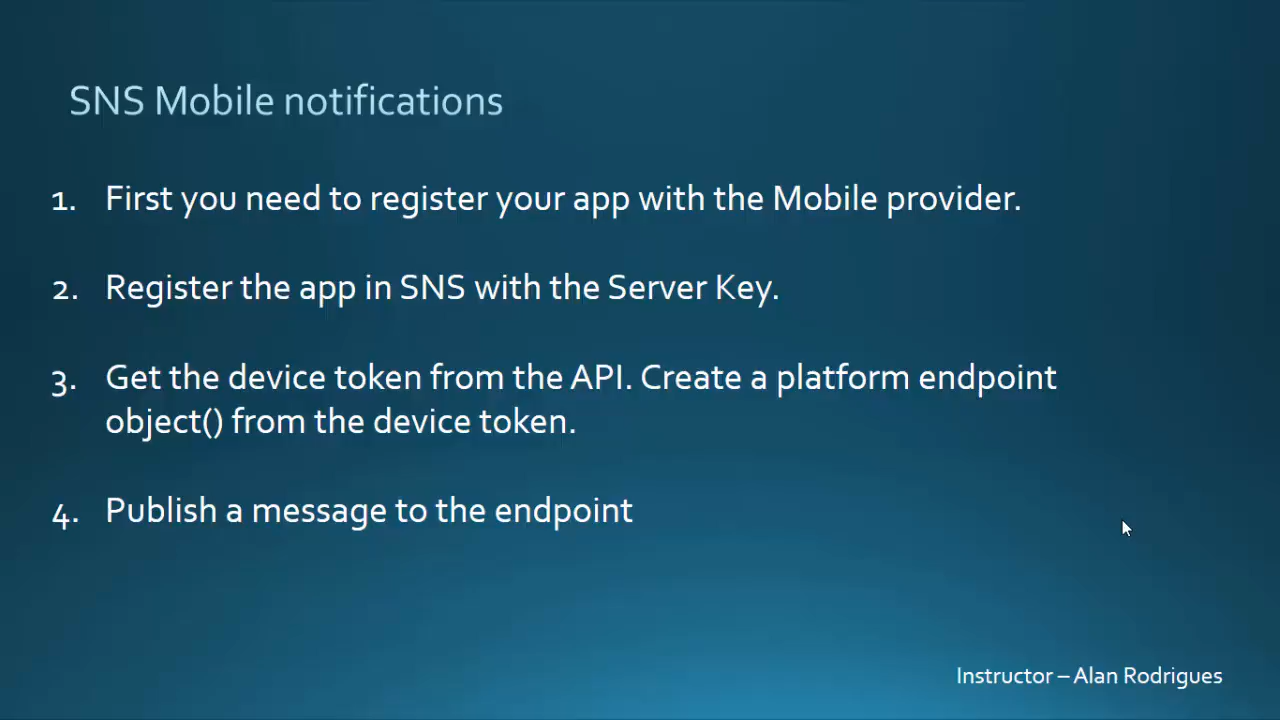 SNS Mobile notifications
1. First you need to register your app with the Mobile provider.
2. Register the app in SNS with the Server Key.
3. Get the device token from the API. Create a platform endpoint
object() from the device token.
4. Publish a message to the endpoint
Instructor – Alan Rodrigues